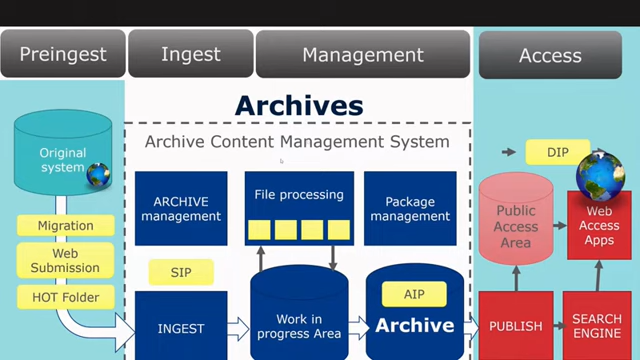 Preingest
Ingest
Management
Access
Archives
Archive Content Management System
Original
system
Migration
Web
Submission
HOT Folder
ARCHIVE
management
File processing
Package
management
SIP
INGEST
Work in
progress Area
AIP
Archive
DIP
Public
Access
Area
Web
Access
Apps
PUBLISH
SEARCH
ENGINE